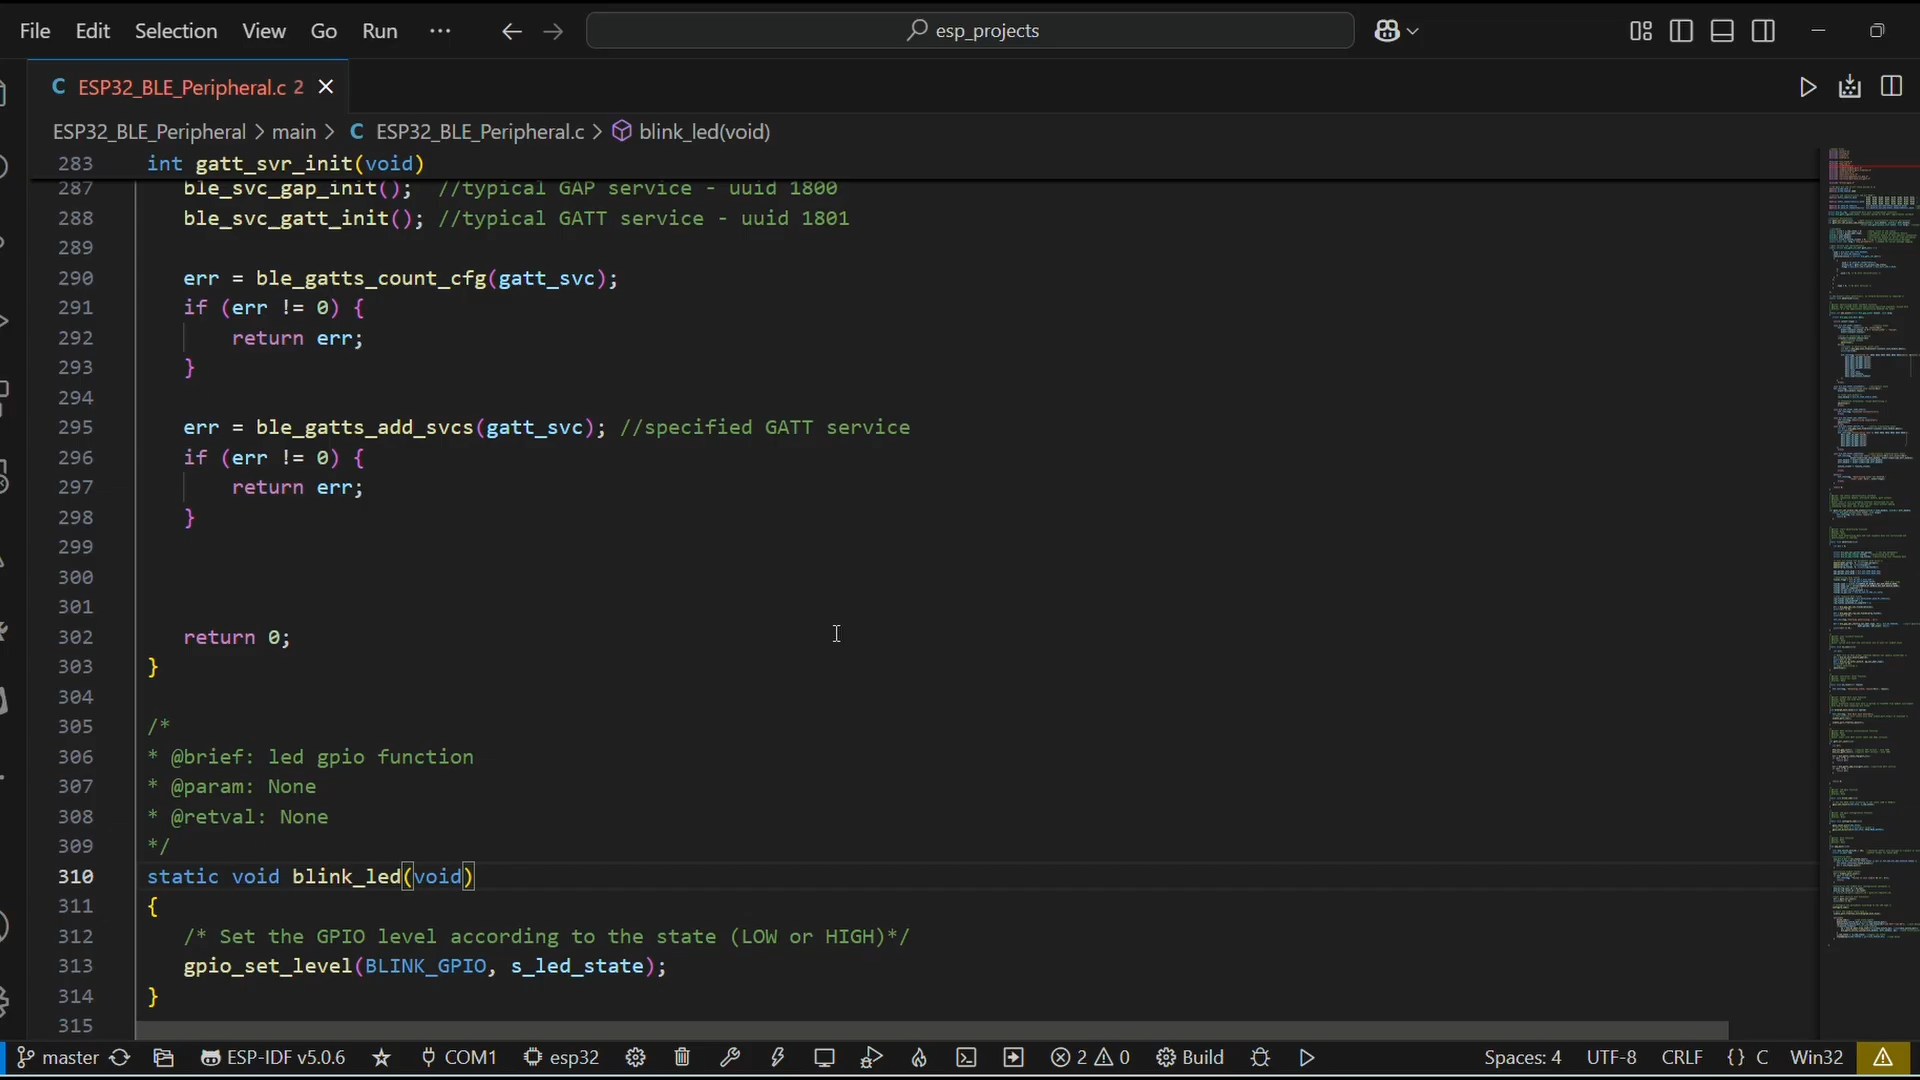 File Edit Selection View Go Run ··· esp_projects
C ESP32_BLE_Peripheral.c 2
ESP32_BLE_Peripheral > main > C ESP32_BLE_Peripheral.c > blink_led(void)
283 int gatt_svr_init(void)
287 ble_svc_gap_init(); //typical GAP service - uuid 1800
288 ble_svc_gatt_init(); //typical GATT service - uuid 1801
289
290 err = ble_gatts_count_cfg(gatt_svc);
291 if (err != 0) {
292 return err;
293 }
294
295 err = ble_gatts_add_svcs(gatt_svc); //specified GATT service
296 if (err != 0) {
297 return err;
298 }
299
300
301
302 return 0;
303 }
304
305 /*
306 * @brief: led gpio function
307 * @param: None
308 * @retval: None
309 */
310 static void blink_led(void)
311 {
312 /* Set the GPIO level according to the state (LOW or HIGH)*/
313 gpio_set_level(BLINK_GPIO, s_led_state);
314 }
315
master ESP-IDF v5.0.6 COM1 esp32 2 0 Build Spaces: 4 UTF-8 CRLF {} C Win32